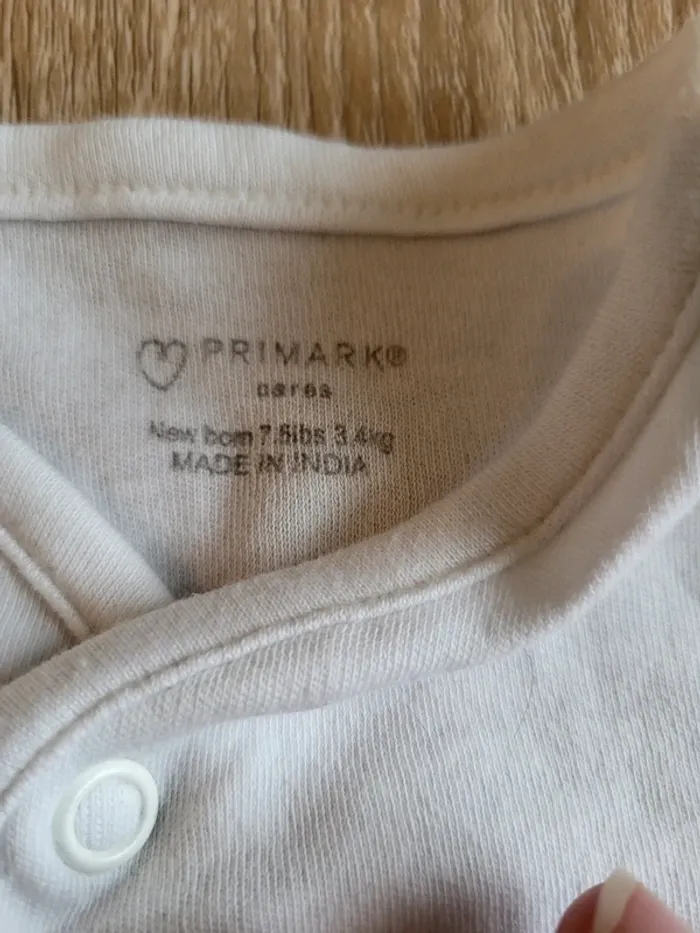 PRIMARK®
cares
New born 7.5lbs 3.4kg
MADE IN INDIA